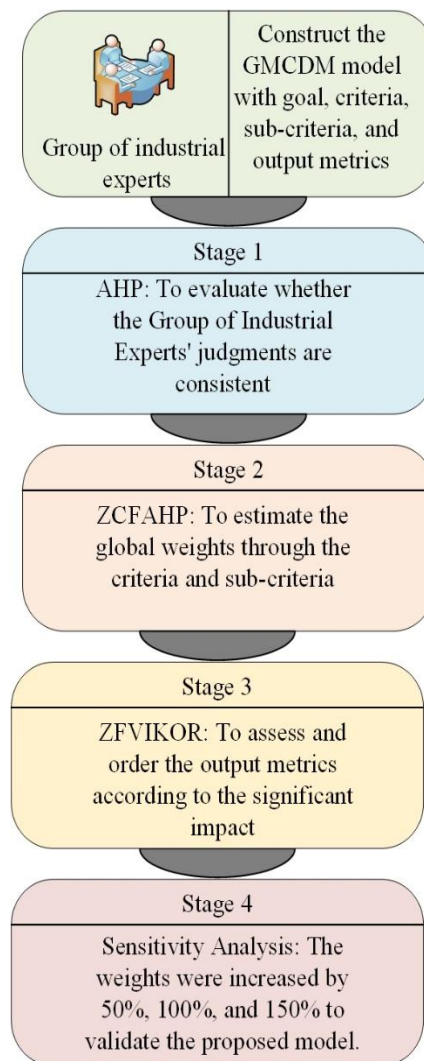 Group of industrial
experts
Construct the
GMCDM model
with goal, criteria,
sub-criteria, and
output metrics
Stage 1
AHP: To evaluate whether
the Group of Industrial
Experts' judgments are
consistent
Stage 2
ZCFAHP: To estimate the
global weights through the
criteria and sub-criteria
Stage 3
ZFVIKOR: To assess and
order the output metrics
according to the significant
impact
Stage 4
Sensitivity Analysis: The
weights were increased by
50%, 100%, and 150% to
validate the proposed model.